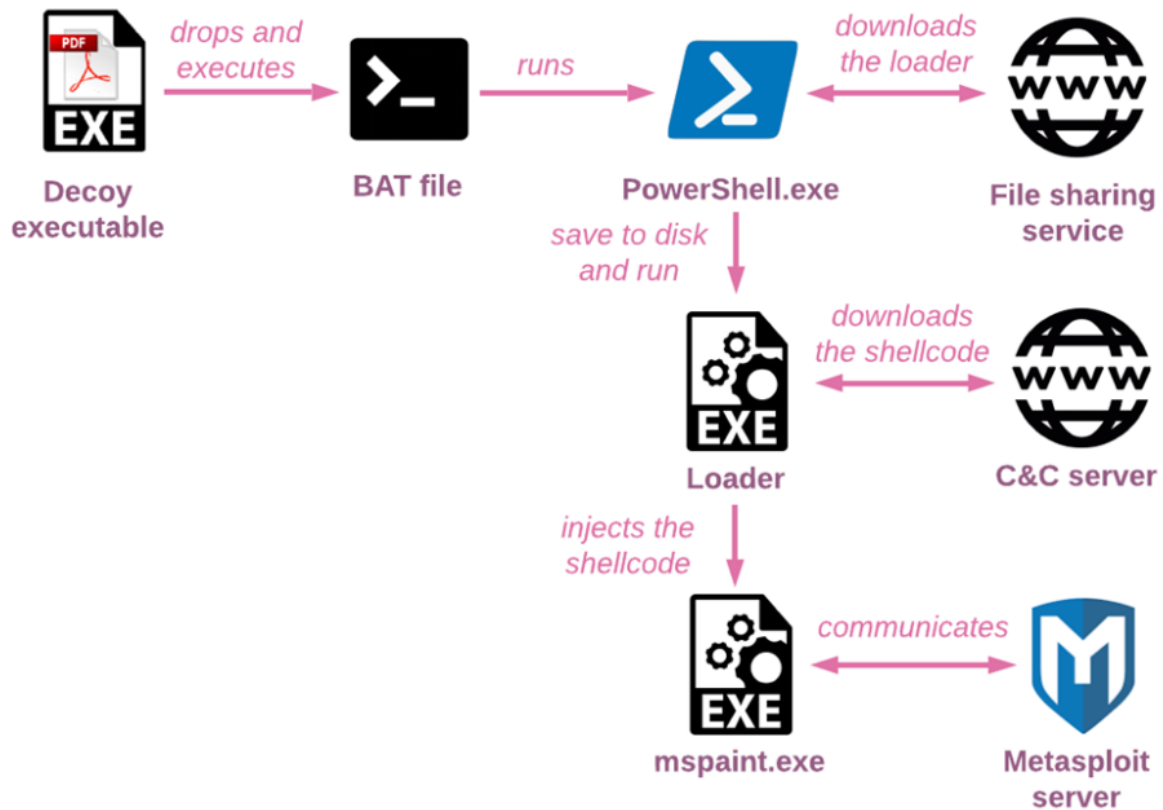 PDF
EXE
drops and
executes
runs
downloads
the loader
WWW
Decoy
executable
BAT file
PowerShell.exe
File sharing
service
save to disk
and run
EXE
downloads
the shellcode
WWW
Loader
C&C server
injects the
shellcode
EXE
communicates
M
mspaint.exe
Metasploit
server